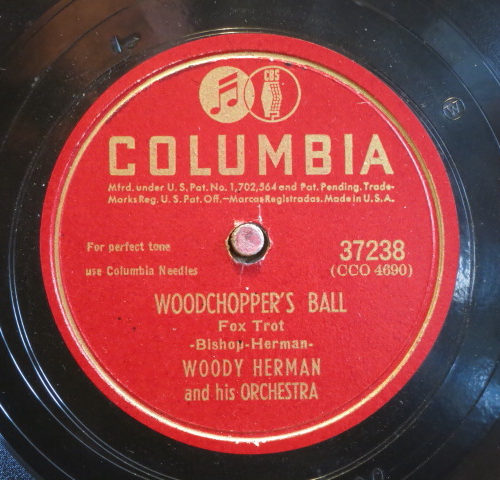 CBS
COLUMBIA
Mfrd. under U.S. Pat. No. 1,702,564 and Pat. Pending. Trade-
Marks Reg. U.S. Pat. Off.—Marcas Registradas. Made in U.S.A.
For perfect tone
use Columbia Needles
37238
(CCO 4690)
WOODCHOPPER'S BALL
Fox Trot
-Bishop-Herman-
WOODY HERMAN
and his ORCHESTRA